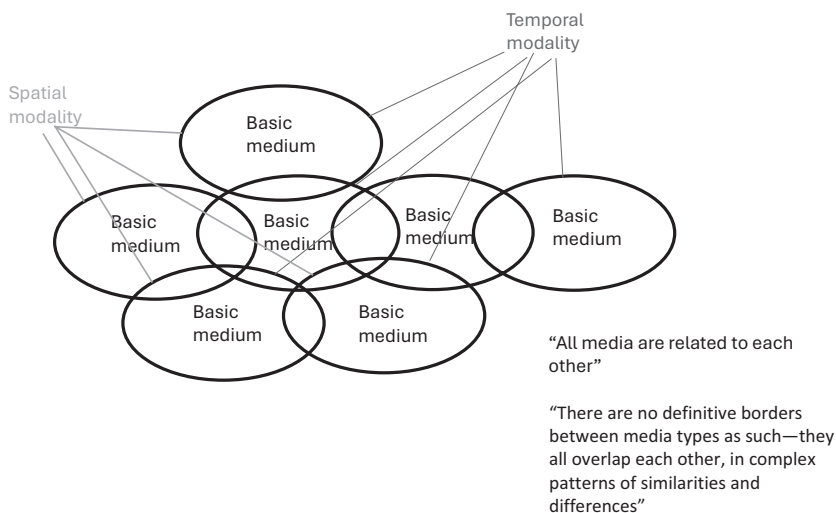 Temporal
modality
Spatial
modality
Basic
medium
Basic
medium
Basic
medium
Basic
medium
Basic
medium
Basic
medium
Basic
medium
“All media are related to each
other”
“There are no definitive borders
between media types as such—they
all overlap each other, in complex
patterns of similarities and
differences”